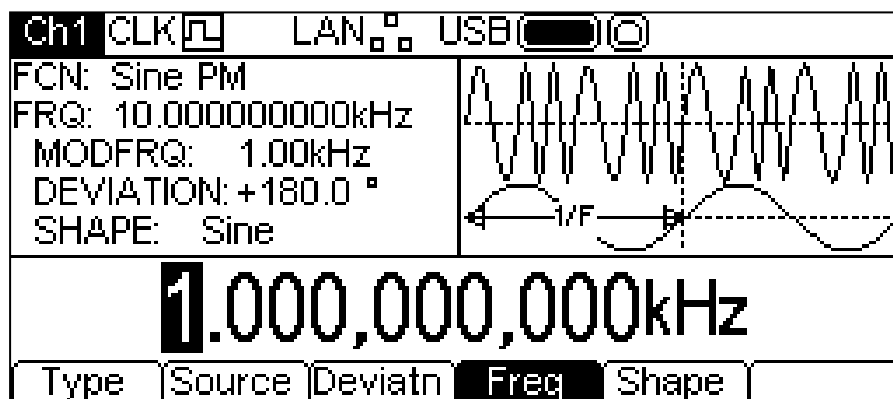 Ch1 CLK LAN USB
FCN: Sine PM
FRQ: 10.000000000kHz
MODFRQ: 1.00kHz
DEVIATION: +180.0 °
SHAPE: Sine
1/F
1.000,000,000kHz
Type Source Deviatn Freq Shape